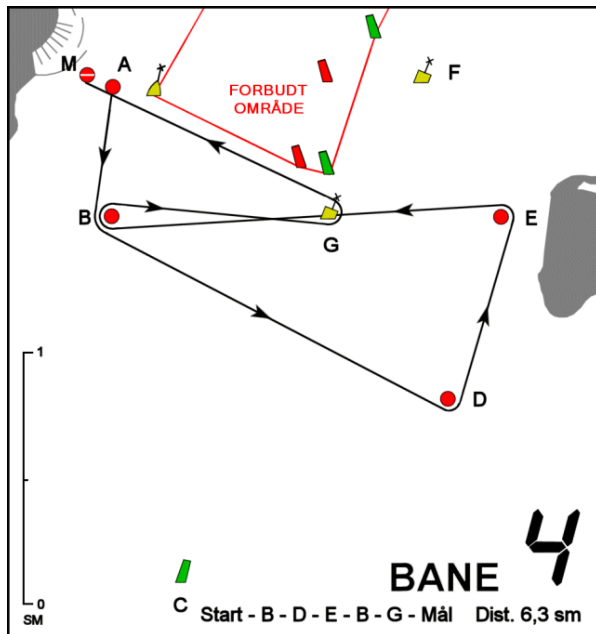 M A
F
FORBUDT
OMRÅDE
B
G
E
1
D
0
SM
C
BANE 4
Start - B - D - E - B - G - Mål Dist. 6,3 sm